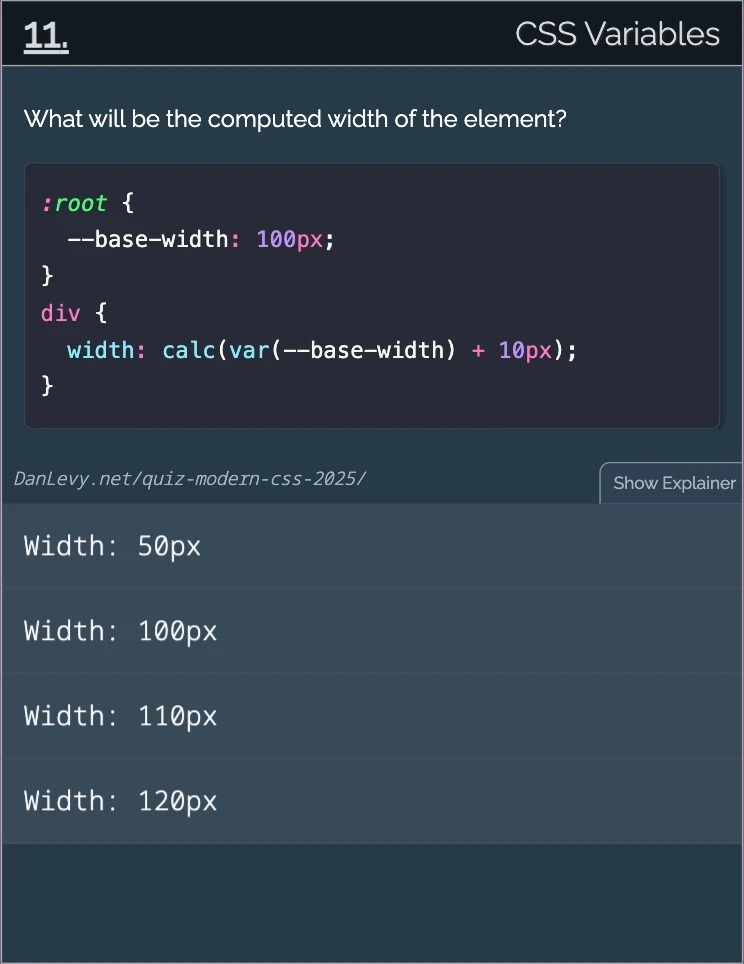 11.
CSS Variables
What will be the computed width of the element?
:root {
  --base-width: 100px;
}
div {
  width: calc(var(--base-width) + 10px);
}
DanLevy.net/quiz-modern-css-2025/
Show Explainer
Width: 50px
Width: 100px
Width: 110px
Width: 120px